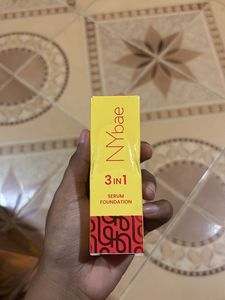 NYbae
3 IN 1
SERUM
FOUNDATION